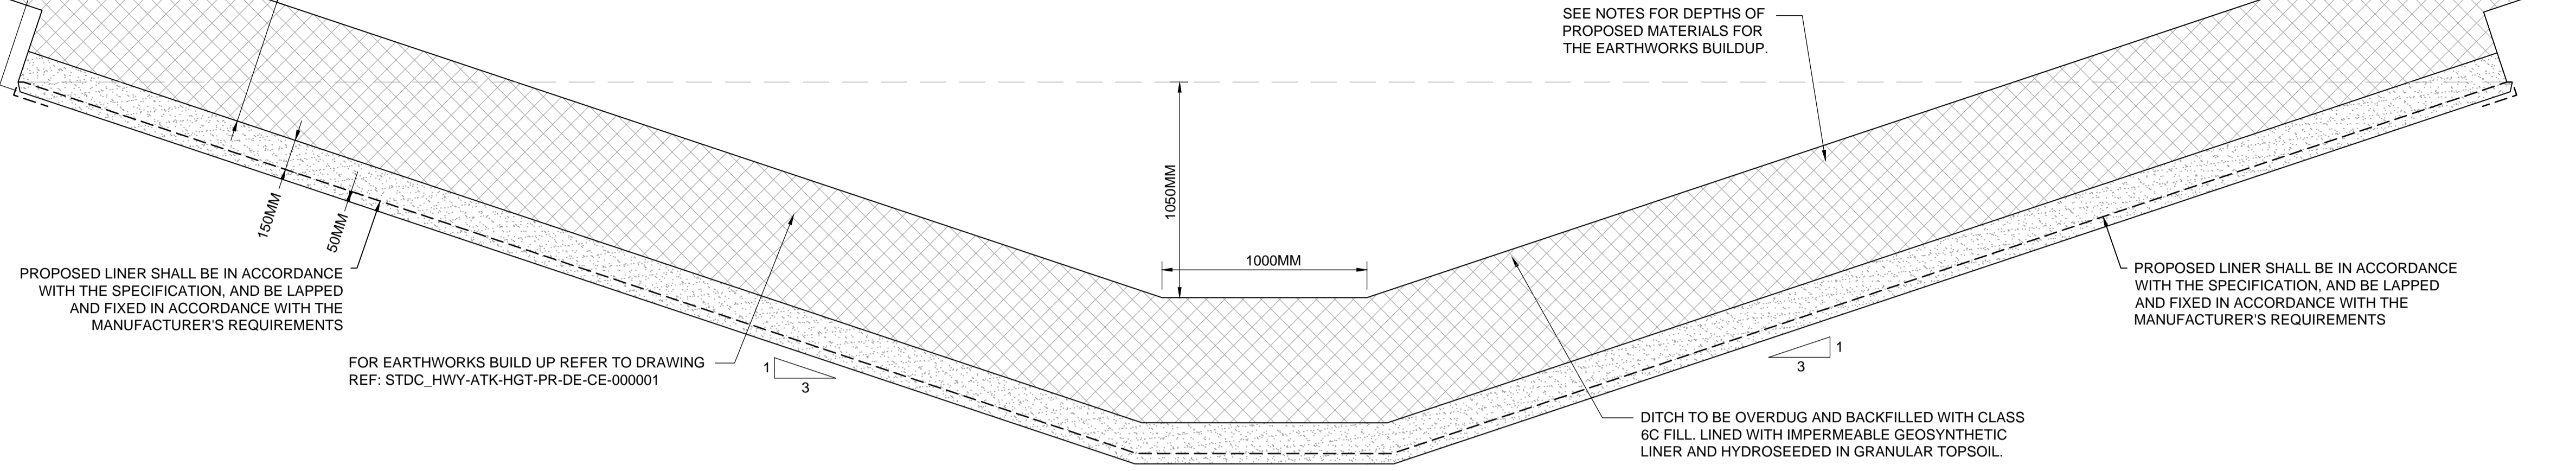 SEE NOTES FOR DEPTHS OF
PROPOSED MATERIALS FOR
THE EARTHWORKS BUILDUP.
1050MM
1000MM
150MM
50MM
PROPOSED LINER SHALL BE IN ACCORDANCE
WITH THE SPECIFICATION, AND BE LAPPED
AND FIXED IN ACCORDANCE WITH THE
MANUFACTURER'S REQUIREMENTS
PROPOSED LINER SHALL BE IN ACCORDANCE
WITH THE SPECIFICATION, AND BE LAPPED
AND FIXED IN ACCORDANCE WITH THE
MANUFACTURER'S REQUIREMENTS
FOR EARTHWORKS BUILD UP REFER TO DRAWING
REF: STDC_HWY-ATK-HGT-PR-DE-CE-000001
1
3
1
3
DITCH TO BE OVERDUG AND BACKFILLED WITH CLASS
6C FILL. LINED WITH IMPERMEABLE GEOSYNTHETIC
LINER AND HYDROSEEDED IN GRANULAR TOPSOIL.